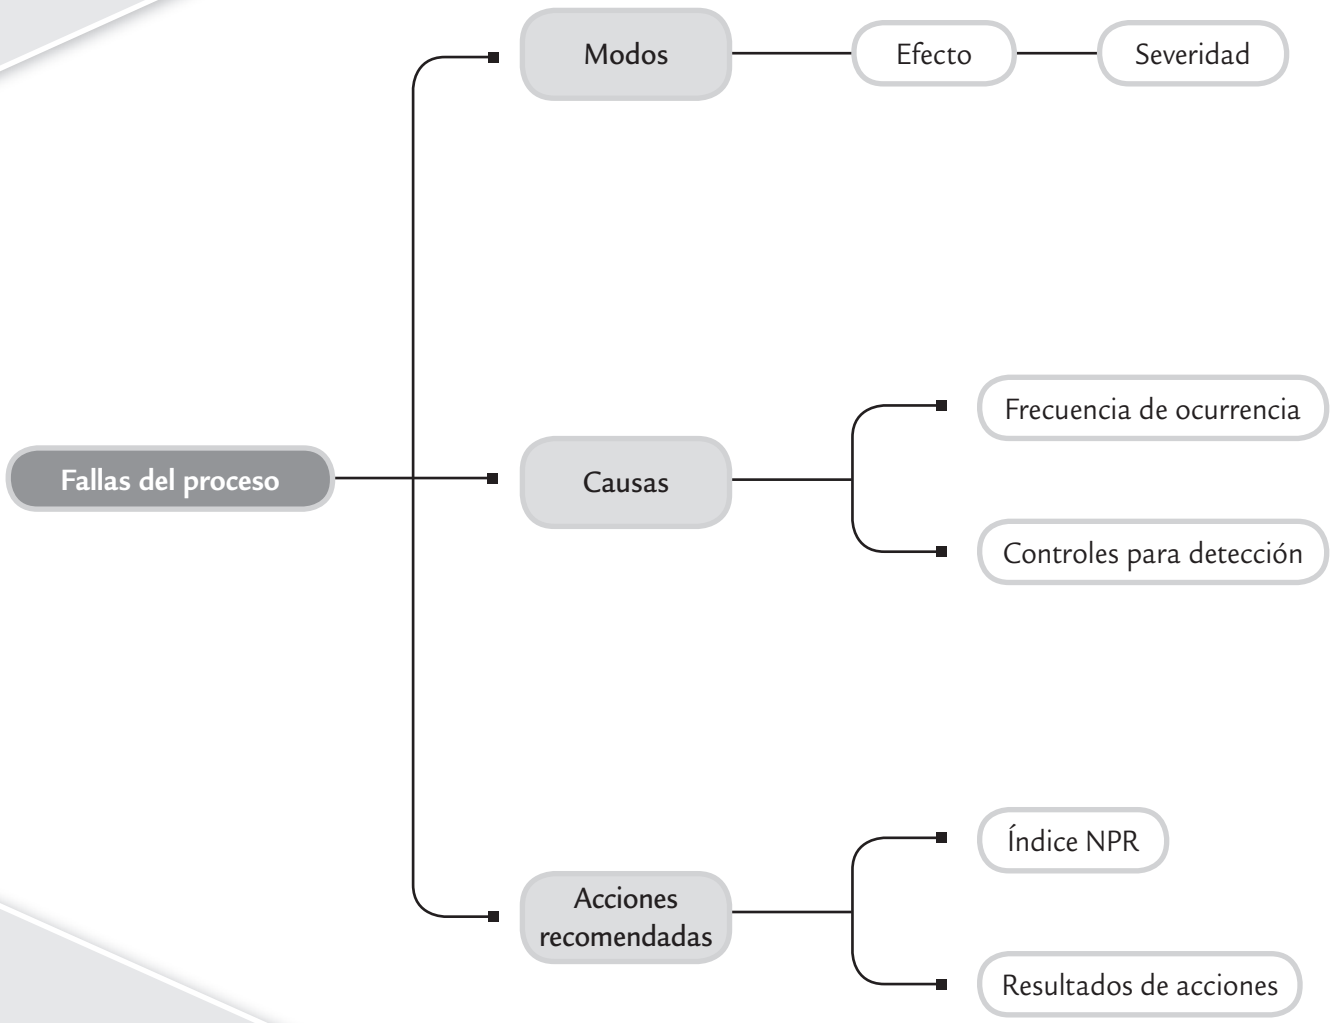 Modos
Efecto
Severidad
Fallas del proceso
Causas
Frecuencia de ocurrencia
Controles para detección
Acciones
recomendadas
Índice NPR
Resultados de acciones